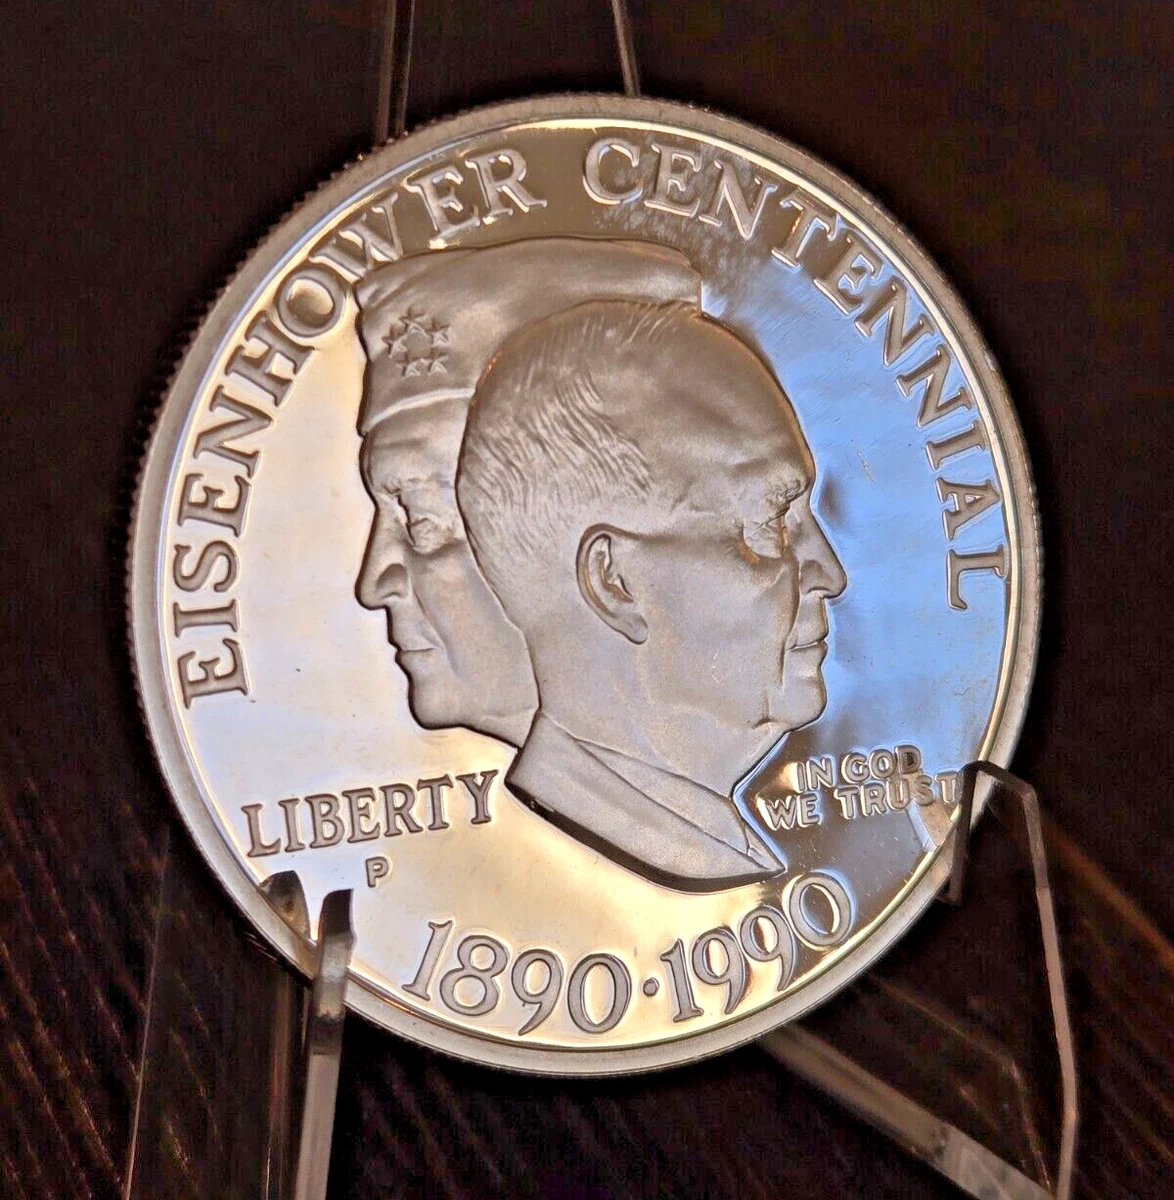 EISENHOWER CENTENNIAL
LIBERTY
P
IN GOD
WE TRUST
1890·1990